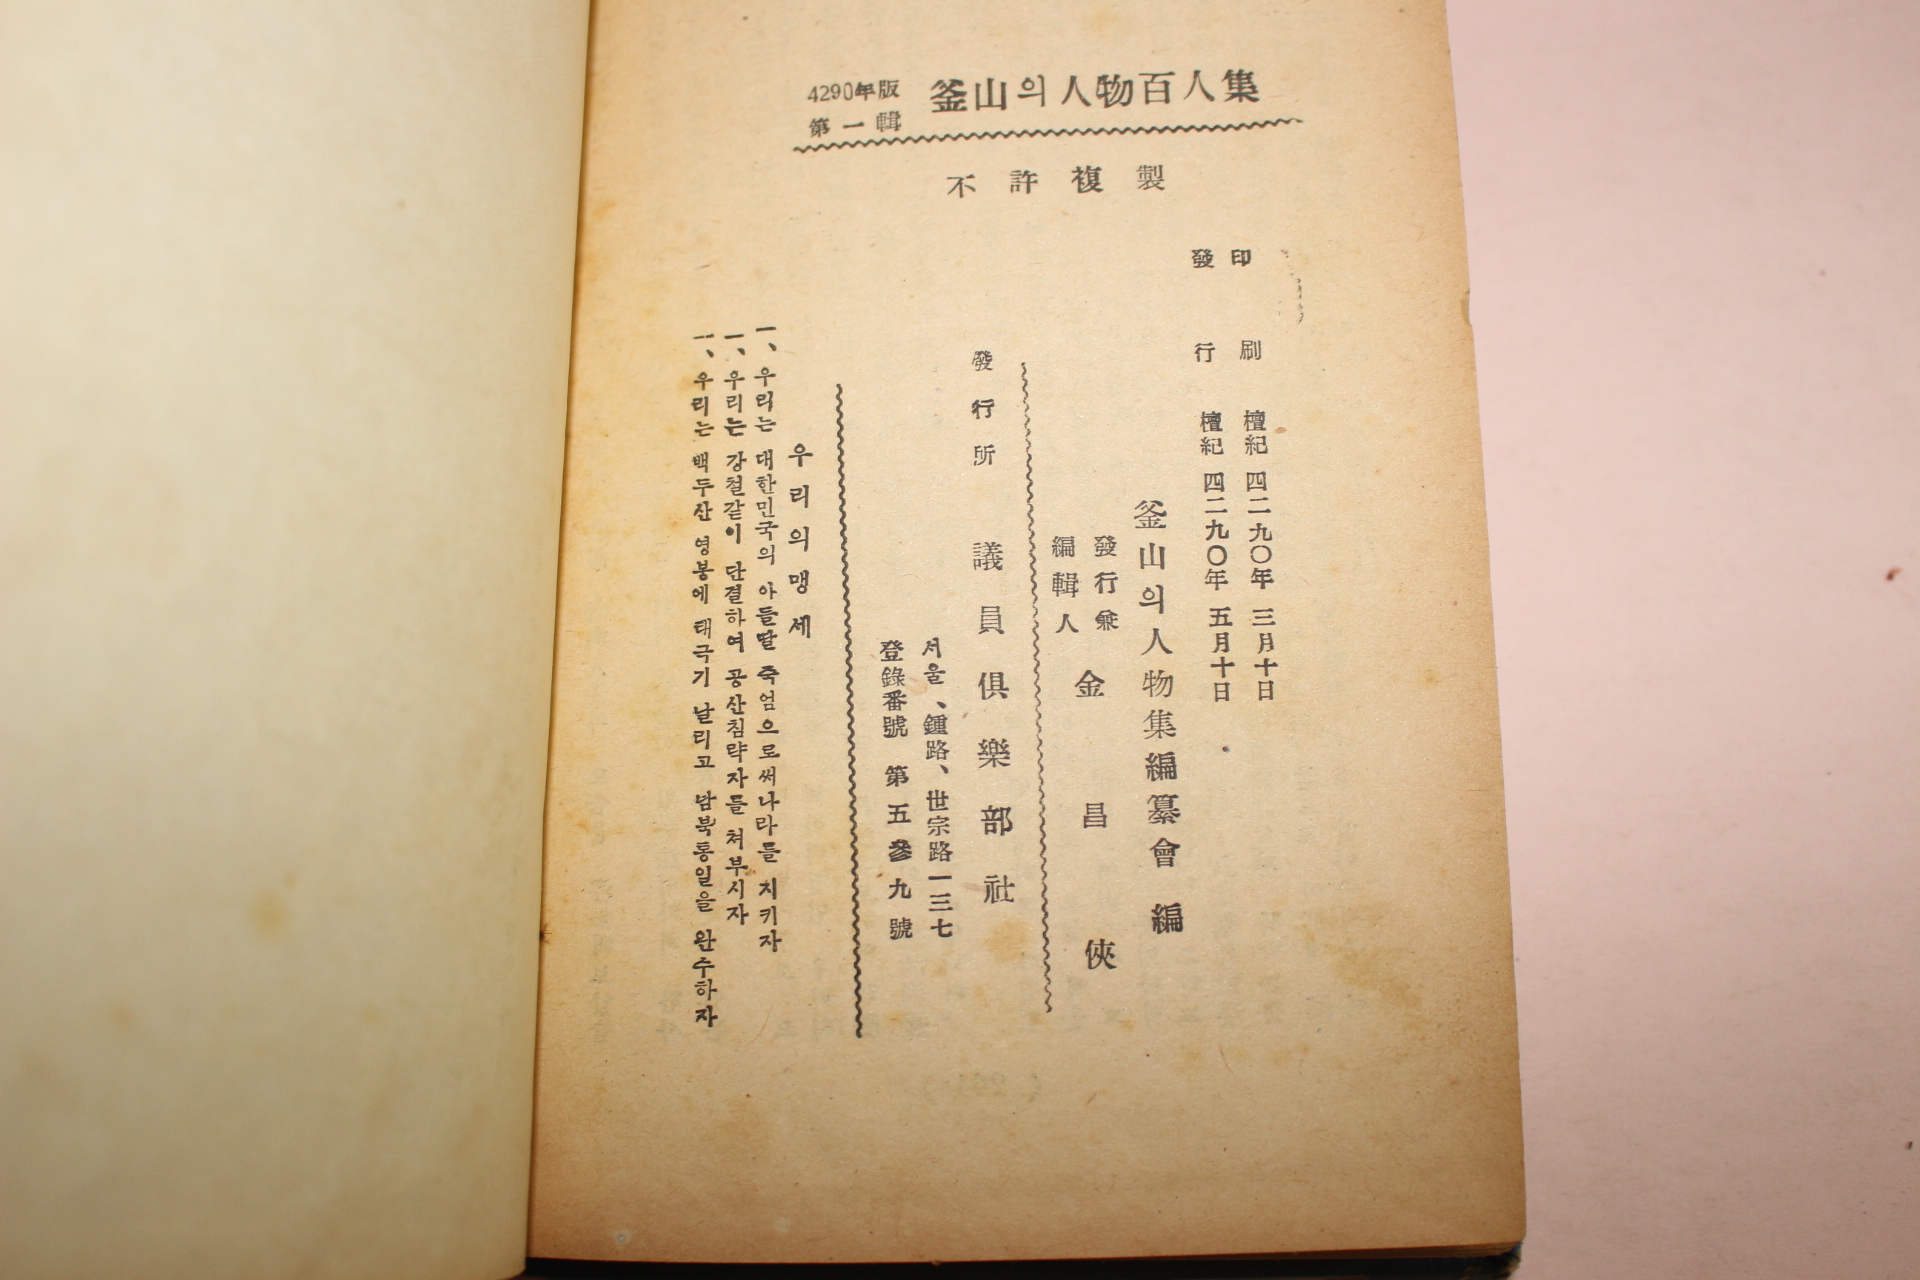 4290年版
第一輯
釜山의人物百人集
不許複製
印刷 檀紀四二九〇年 三月十日
發行 檀紀四二九〇年 五月十日
釜山의人物集編纂會 編
發行兼
編輯人
金昌俠
發行所 議員俱樂部社
서울、鍾路、世宗路一三七
登錄番號 第五參九號
우리의맹세
一、우리는 대한민국의 아들딸 죽엄으로써나라를 지키자
一、우리는 강철같이 단결하여 공산침략자들 쳐부시자
一、우리는 백두산 영봉에 태극기 날리고 남북통일을 완수하자